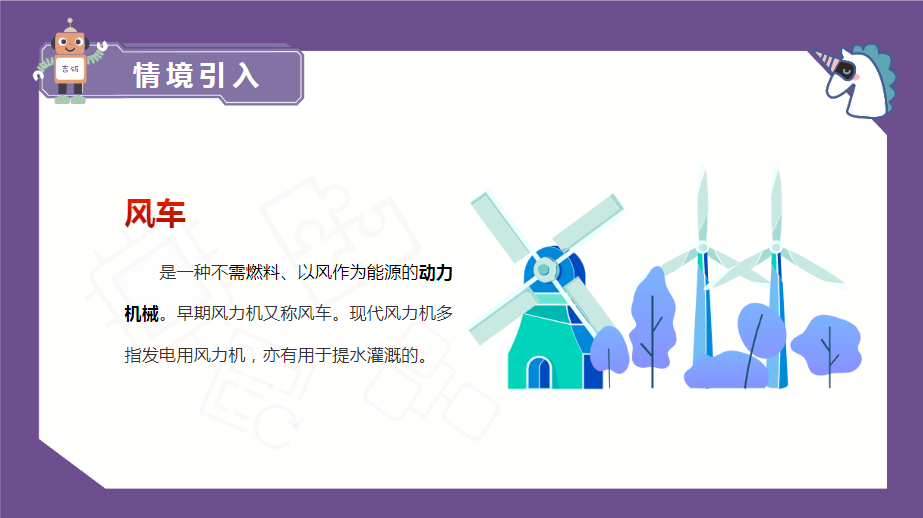 情境引入
风车
是一种不需燃料、以风作为能源的动力
机械。早期风力机又称风车。现代风力机多
指发电用风力机，亦有用于提水灌溉的。